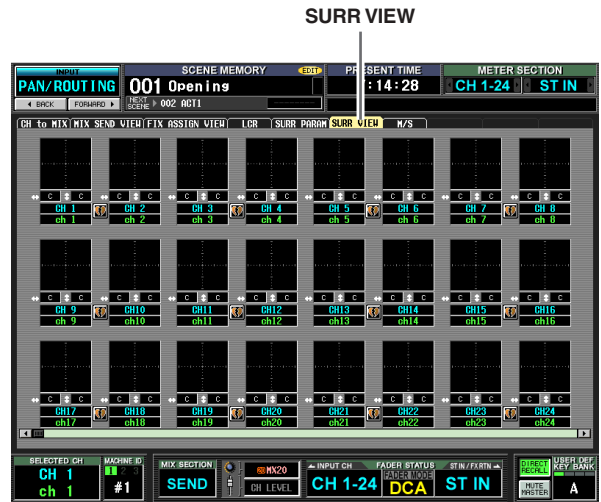 SURR VIEW
INPUT SCENE MEMORY EDIT PRESENT TIME METER SECTION
PAN/ROUTING 001 Opening :14:28 CH 1-24 ST IN
BACK FORWARD NEXT SCENE 002 ACT1
CH to MIX MIX SEND VIEW FIX ASSIGN VIEW LCR SURR PARAM SURR VIEW M/S
C C C C C C C C C C C C C C C C
CH 1 CH 2 CH 3 CH 4 CH 5 CH 6 CH 7 CH 8
ch 1 ch 2 ch 3 ch 4 ch 5 ch 6 ch 7 ch 8
C C C C C C C C C C C C C C C C
CH 9 CH10 CH11 CH12 CH13 CH14 CH15 CH16
ch 9 ch10 ch11 ch12 ch13 ch14 ch15 ch16
C C C C C C C C C C C C C C C C
CH17 CH18 CH19 CH20 CH21 CH22 CH23 CH24
ch17 ch18 ch19 ch20 ch21 ch22 ch23 ch24
SELECTED CH MACHINE ID MIX SECTION MX20 INPUT CH FADER STATUS ST IN/FXRTN DIRECT RECALL USER DEF KEY BANK
CH 1 1 2 3 SEND CH LEVEL CH 1-24 FADER MODE DCA ST IN MUTE MASTER A
ch 1 #1